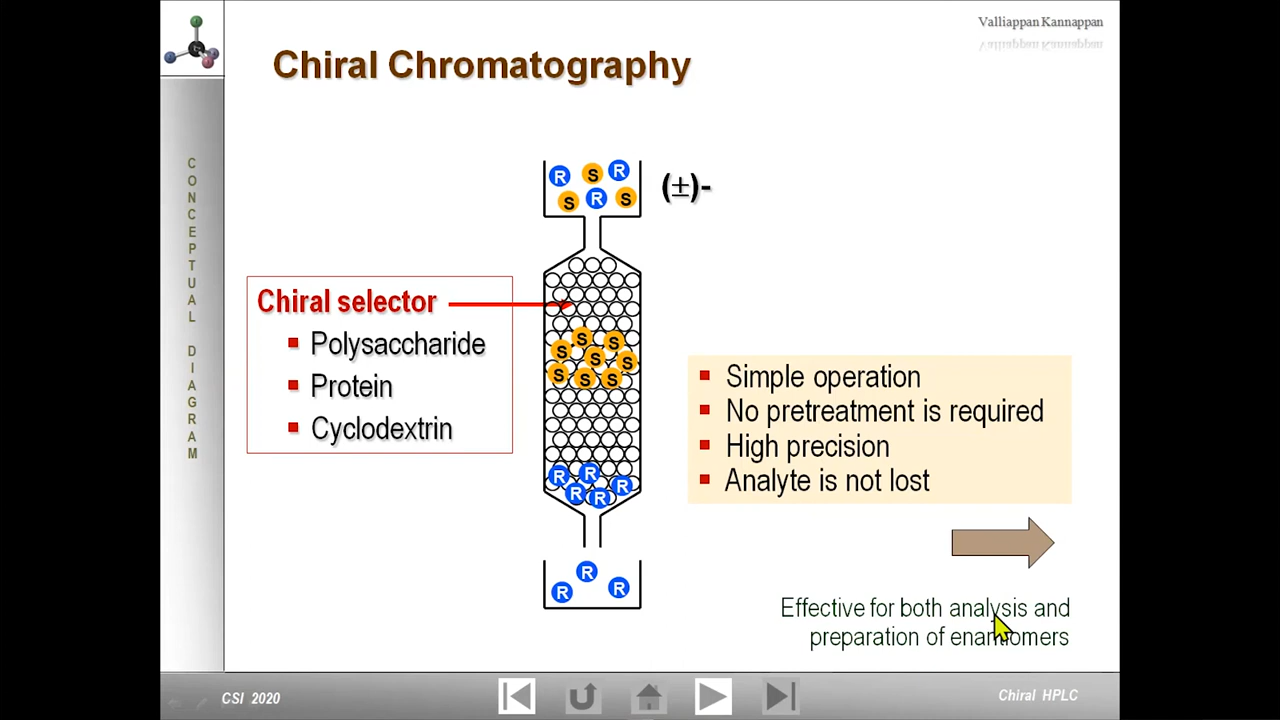 Valliappan Kannappan
Chiral Chromatography
CONCEPTUAL DIAGRAM
R S R
S R S
(±)-
Chiral selector
Polysaccharide
Protein
Cyclodextrin
S S
S S S
S S S
Simple operation
No pretreatment is required
High precision
Analyte is not lost
R R
R R R
R
R R
Effective for both analysis and
preparation of enantiomers
CSI 2020
Chiral HPLC